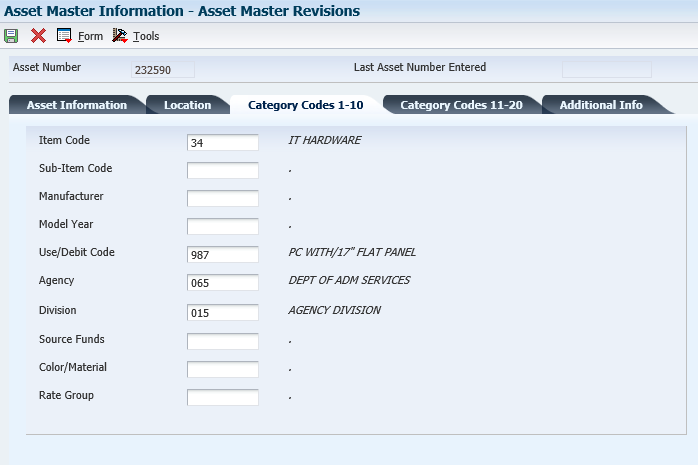 Asset Master Information - Asset Master Revisions
Form Tools
Asset Number 232590 Last Asset Number Entered
Asset Information Location Category Codes 1-10 Category Codes 11-20 Additional Info
Item Code 34 IT HARDWARE
Sub-Item Code .
Manufacturer .
Model Year .
Use/Debit Code 987 PC WITH/17" FLAT PANEL
Agency 065 DEPT OF ADM SERVICES
Division 015 AGENCY DIVISION
Source Funds .
Color/Material .
Rate Group .